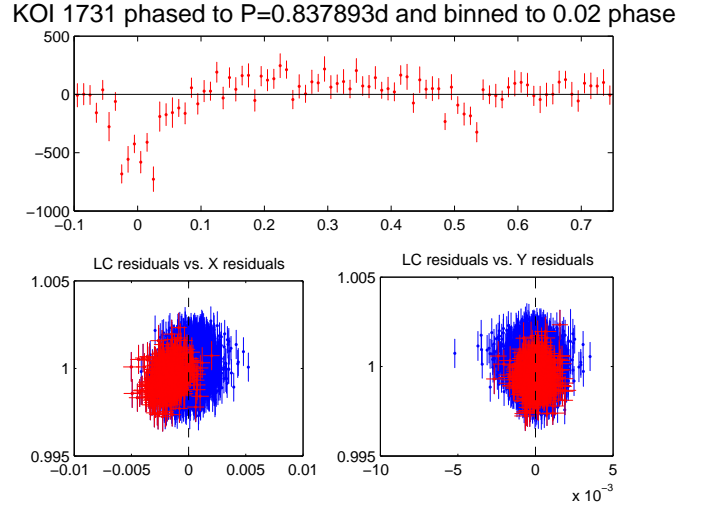 KOI 1731 phased to P=0.837893d and binned to 0.02 phase
500
0
−500
−1000
−0.1 0 0.1 0.2 0.3 0.4 0.5 0.6 0.7
LC residuals vs. X residuals
1.005
1
0.995
−0.01 −0.005 0 0.005 0.01
LC residuals vs. Y residuals
1.005
1
0.995
−10 −5 0 5
x 10−3